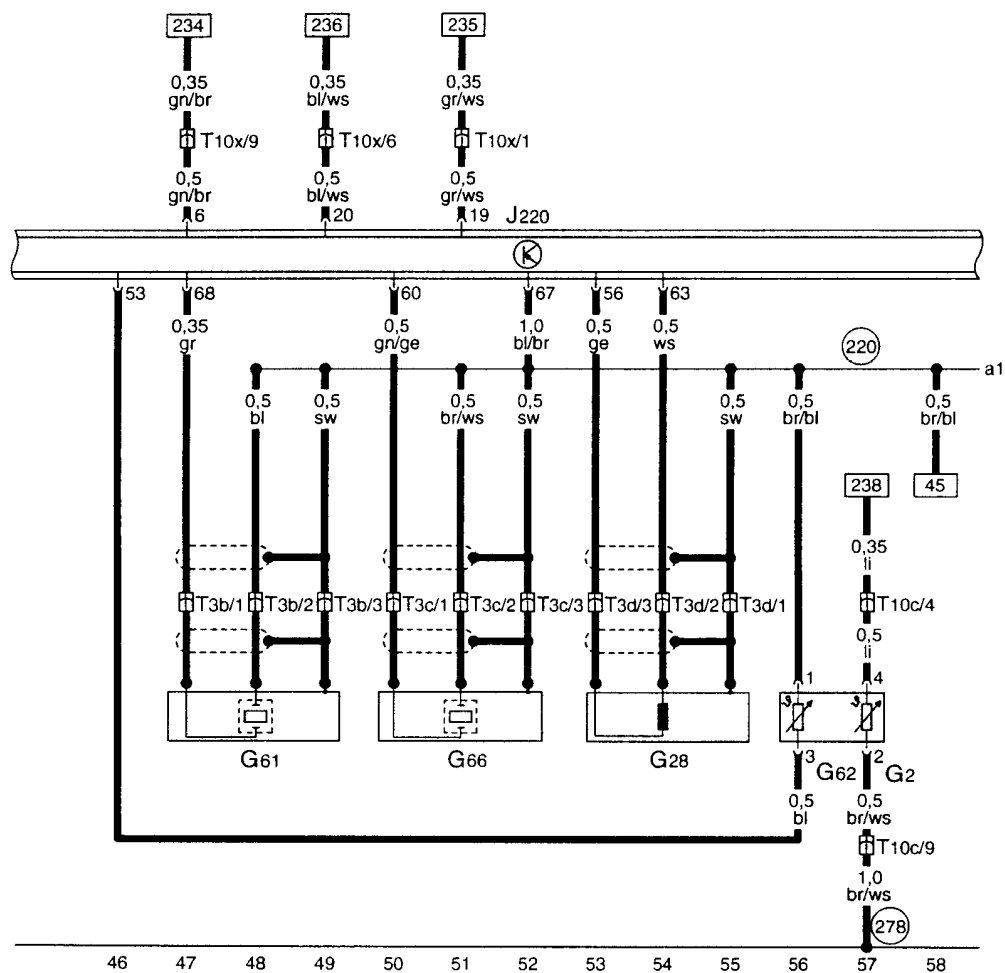 234 236 235
0,35 0,35 0,35
gn/br bl/ws gr/ws
T10x/9 T10x/6 T10x/1
0,5 0,5 0,5
gn/br bl/ws gr/ws
6 20 19 J220
53 68 60 67 56 63
0,35 0,5 1,0 0,5 0,5
gr gn/ge bl/br ge ws
220
a1
0,5 0,5 0,5 0,5 0,5 0,5 0,5
bl sw br/ws sw sw br/bl br/bl
238 45
0,35
li
T3b/1 T3b/2 T3b/3 T3c/1 T3c/2 T3c/3 T3d/3 T3d/2 T3d/1 T10c/4
0,5
li
1 4
G61 G66 G28
3 G62 2 G2
0,5 0,5
bl br/ws
T10c/9
1,0
br/ws
278
46 47 48 49 50 51 52 53 54 55 56 57 58